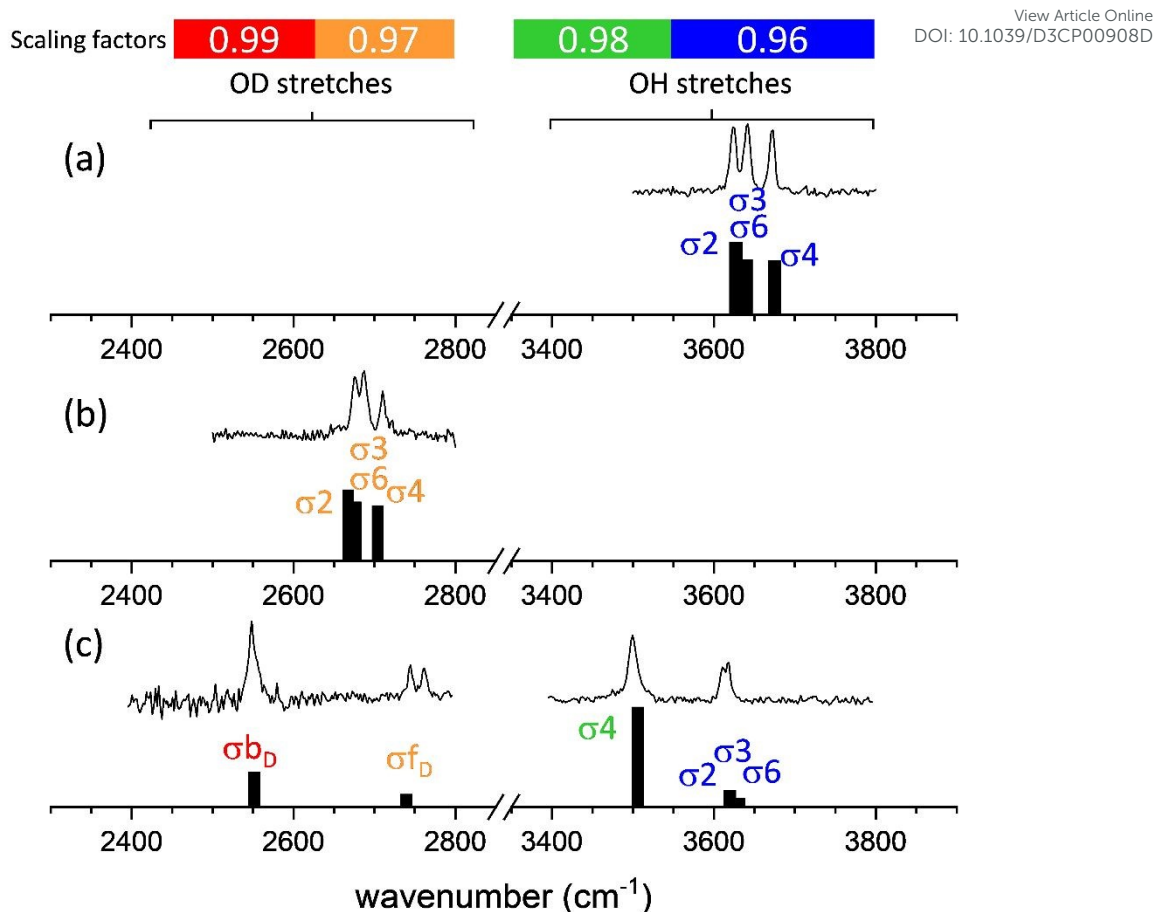 View Article Online
DOI: 10.1039/D3CP00908D
Scaling factors 0.99 0.97 0.98 0.96
OD stretches OH stretches
(a)
σ3
σ6
σ2 σ4
2400 2600 2800 3400 3600 3800
(b)
σ3
σ6
σ2 σ4
2400 2600 2800 3400 3600 3800
(c)
σb_D σf_D σ4 σ2 σ3 σ6
2400 2600 2800 3400 3600 3800
wavenumber (cm⁻¹)